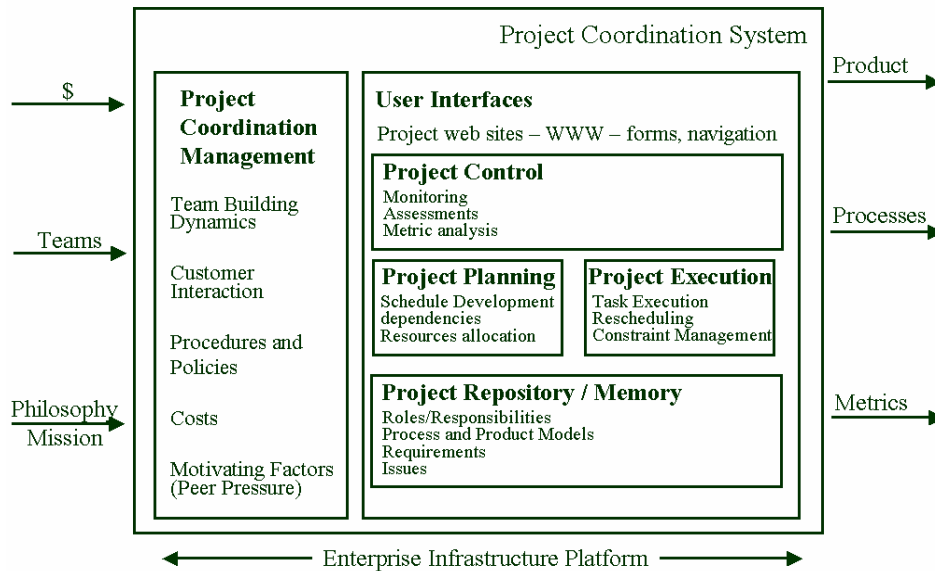 Project Coordination System
$
Teams
Philosophy
Mission
Project
Coordination
Management
Team Building
Dynamics
Customer
Interaction
Procedures and
Policies
Costs
Motivating Factors
(Peer Pressure)
User Interfaces
Project web sites – WWW – forms, navigation
Project Control
Monitoring
Assessments
Metric analysis
Project Planning
Schedule Development
dependencies
Resources allocation
Project Execution
Task Execution
Rescheduling
Constraint Management
Project Repository / Memory
Roles/Responsibilities
Process and Product Models
Requirements
Issues
Product
Processes
Metrics
Enterprise Infrastructure Platform